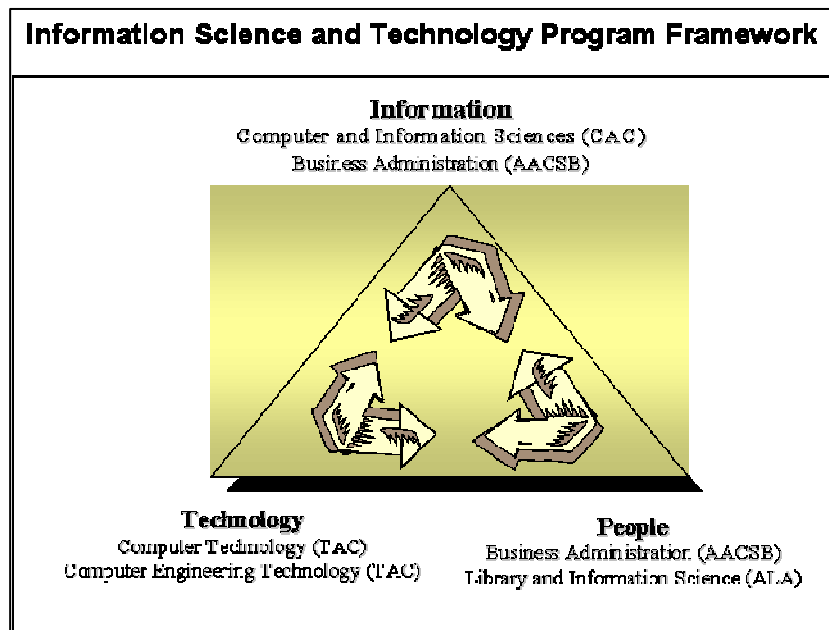 Information Science and Technology Program Framework
Information
Computer and Information Sciences (CAC)
Business Administration (AACSB)
Technology
Computer Technology (TAC)
Computer Engineering Technology (TAC)
People
Business Administration (AACSB)
Library and Information Science (ALA)